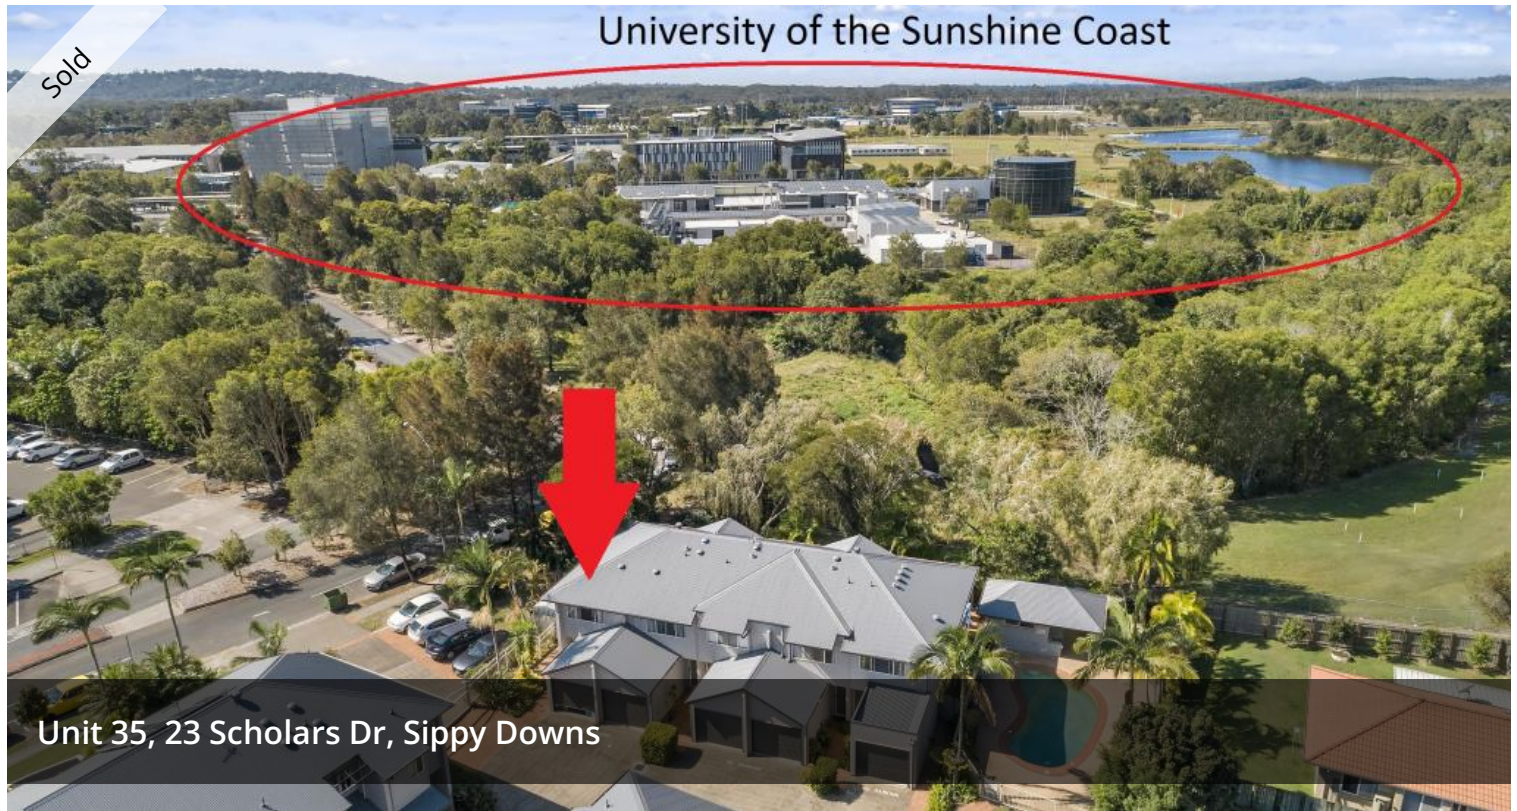 University of the Sunshine Coast
Sold
Unit 35, 23 Scholars Dr, Sippy Downs